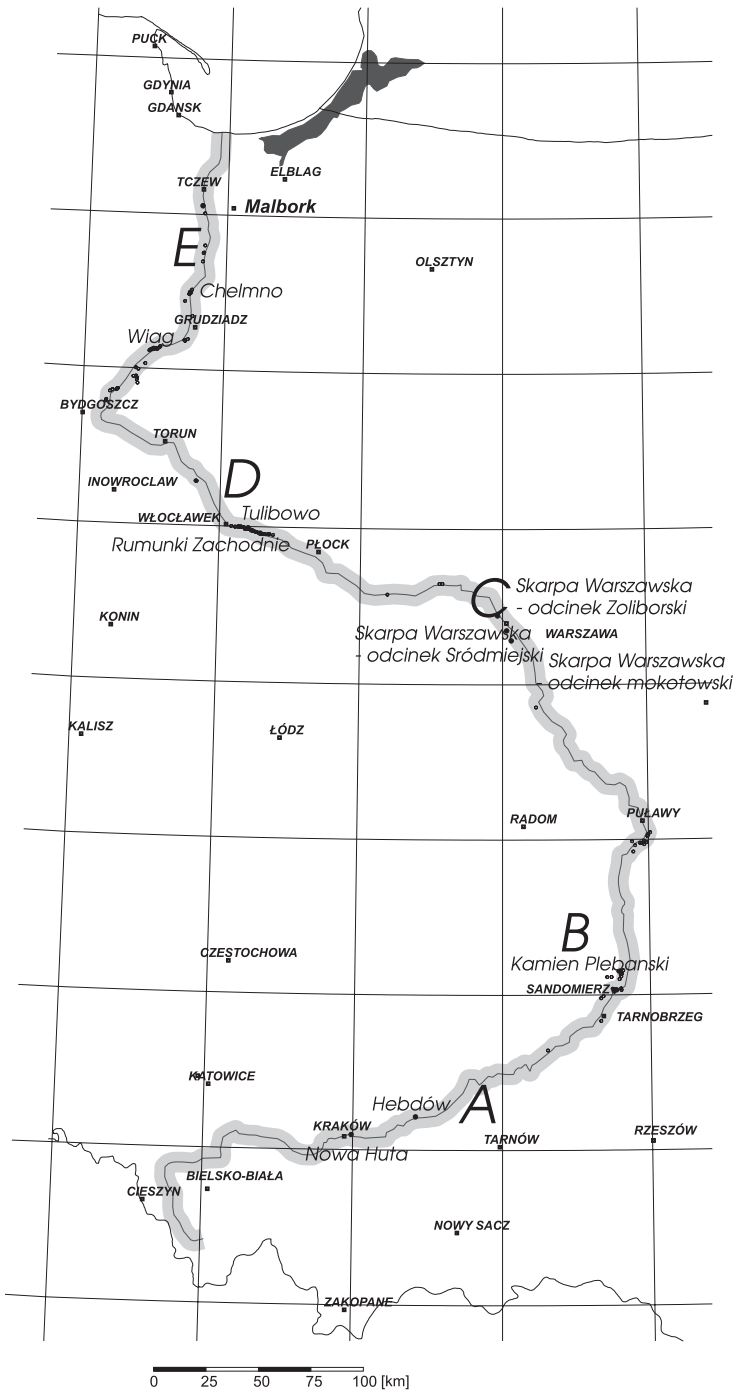 PUCK
GDYNIA
GDANSK
ELBLAG
TCZEW
Malbork
E
OLSZTYN
Chelmno
GRUDZIADZ
Wiag
BYDGOSZCZ
TORUN
D
INOWROCLAW
Tulibowo
WŁOCŁAWEK
Rumunki Zachodnie
PŁOCK
C
Skarpa Warszawska
- odcinek Zoliborski
KONIN
Skarpa Warszawska
- odcinek Sródmiejski
WARSZAWA
Skarpa Warszawska
- odcinek mokotowski
KALISZ
ŁÓDZ
RADOM
PUŁAWY
B
CZESTOCHOWA
Kamien Plebanski
SANDOMIERZ
TARNOBRZEG
KATOWICE
Hebdów
A
KRAKÓW
TARNÓW
RZESZÓW
Nowa Huta
BIELSKO-BIAŁA
CIESZYN
NOWY SACZ
ZAKOPANE
0 25 50 75 100 [km]